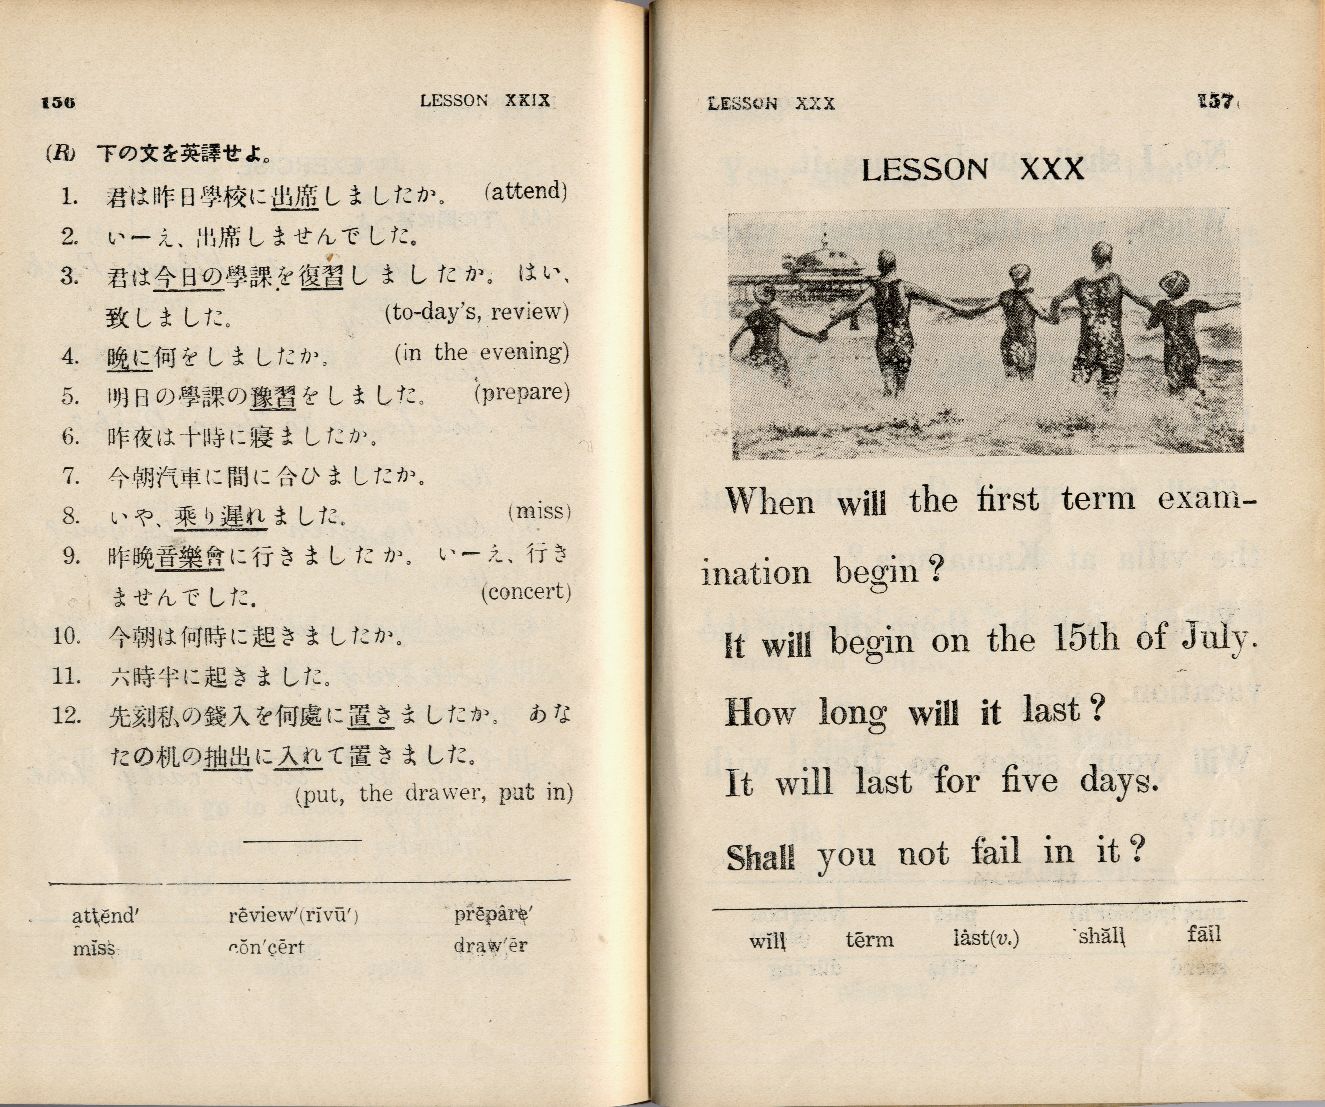 156
LESSON XXIX
(R) 下の文を英譯せよ。
1. 君は昨日學校に出席しましたか。 (attend)
2. いーえ、出席しませんでした。
3. 君は今日の學課を復習しましたか。 はい、
致しました。 (to-day's, review)
4. 晩に何をしましたか。 (in the evening)
5. 明日の學課の豫習をしました。 (prepare)
6. 昨夜は十時に寢ましたか。
7. 今朝汽車に間に合ひましたか。
8. いや、乘り遲れました。 (miss)
9. 昨晩音樂會に行きましたか。 いーえ、行き
ませんでした。 (concert)
10. 今朝は何時に起きましたか。
11. 六時半に起きました。
12. 先刻私の錢入を何處に置きましたか。 あな
たの机の抽出に入れて置きました。
(put, the drawer, put in)
attĕnd′ rēview′(rĭvū′) prēpâre′
mĭss cŏn′çẽrt draw′ẽr
LESSON XXX
157
LESSON XXX
When will the first term exam-
ination begin?
It will begin on the 15th of July.
How long will it last?
It will last for five days.
Shall you not fail in it?
wĭll tẽrm lȧst(v.) shăll fāil